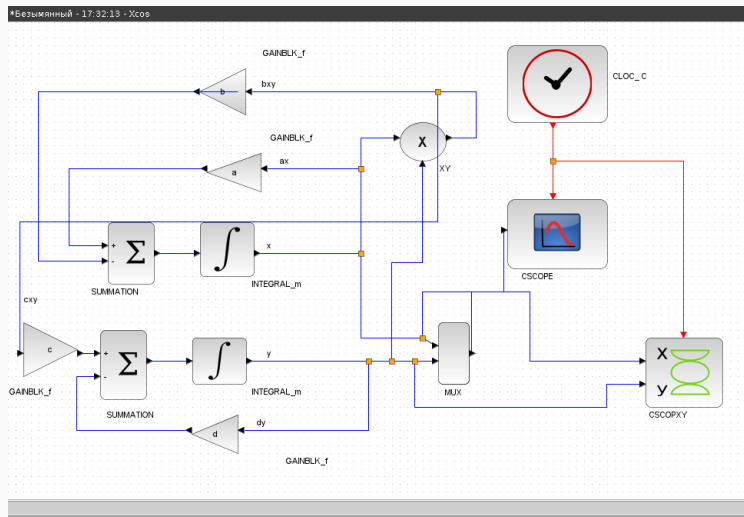 *Безымянный - 17:32:13 - Xcos
GAINBLK_f
b
bxy
CLOC_ C
GAINBLK_f
X
XY
a
ax
+
-
Σ
∫
x
SUMMATION
INTEGRAL_m
CSCOPE
cxy
c
+
-
Σ
∫
y
X
У
GAINBLK_f
SUMMATION
INTEGRAL_m
MUX
CSCOPXY
d
dy
GAINBLK_f